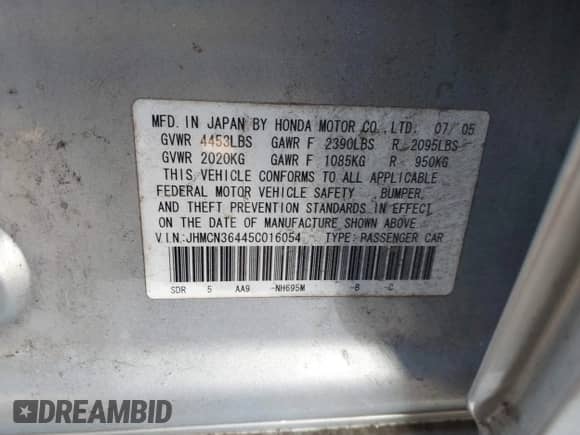 MFD. IN JAPAN BY HONDA MOTOR CO., LTD. 07/05
GVWR 4453LBS GAWR F 2390LBS R 2095LBS
GVWR 2020KG GAWR F 1085KG R 950KG
THIS VEHICLE CONFORMS TO ALL APPLICABLE
FEDERAL MOTOR VEHICLE SAFETY, BUMPER,
AND THEFT PREVENTION STANDARDS IN EFFECT
ON THE DATE OF MANUFACTURE SHOWN ABOVE.
VIN:JHMCN36445C016054 TYPE: PASSENGER CAR
SDR 5 AA9 -NH695M -B -C
DREAMBID